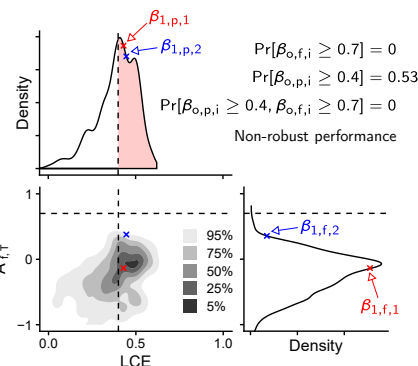 β₁,ₚ,₁
β₁,ₚ,₂
Density
Pr[βo,f,i ≥ 0.7] = 0
Pr[βo,p,i ≥ 0.4] = 0.53
Pr[βo,p,i ≥ 0.4, βo,f,i ≥ 0.7] = 0
Non-robust performance
1
0
−1
A f,T
95%
75%
50%
25%
5%
0.0
0.5
1.0
LCE
β1,f,2
β1,f,1
Density